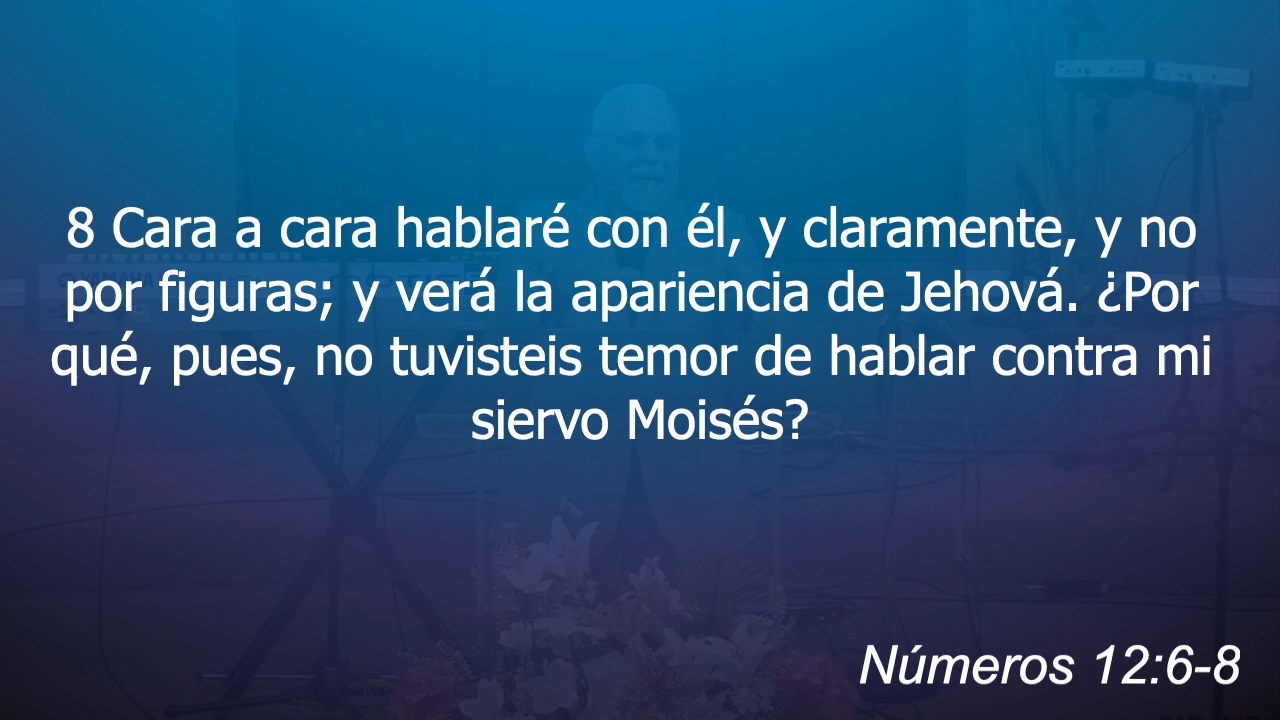 8 Cara a cara hablaré con él, y claramente, y no
por figuras; y verá la apariencia de Jehová. ¿Por
qué, pues, no tuvisteis temor de hablar contra mi
siervo Moisés?
YAMAHA
Números 12:6-8